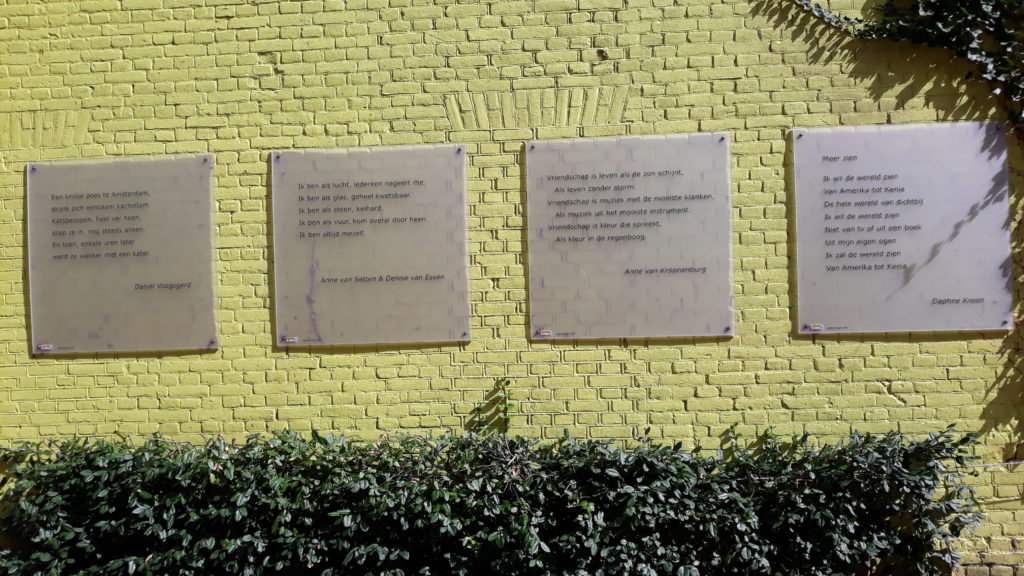 Een krolse poes te Amsterdam,
dronk zich eenzaam kachellam.
Katsbezopen, heel ver heen,
sliep ze in, nog steeds alleen.
En toen, enkele uren later
werd ze wakker met een kater.
Daniël Voogsgerd
Ik ben als lucht, iedereen negeert me.
Ik ben als glas, geheel kwetsbaar.
Ik ben als steen, keihard.
Ik ben als vuur, kom overal door heen.
Ik ben altijd mezelf.
Anne van Setten & Denise van Essen
Vriendschap is leven als de zon schijnt,
Als leven zonder storm.
Vriendschap is muziek met de mooiste klanken,
Als muziek uit het mooiste instrument.
Vriendschap is kleur die spreekt,
Als kleur in de regenboog.
Anne van Kroonenburg
Meer zien
Ik wil de wereld zien
Van Amerika tot Kenia
De hele wereld van dichtbij
Ik wil de wereld zien
Niet van tv of uit een boek
Uit mijn eigen ogen
Ik zal de wereld zien
Van Amerika tot Kenia
Daphne Kroon